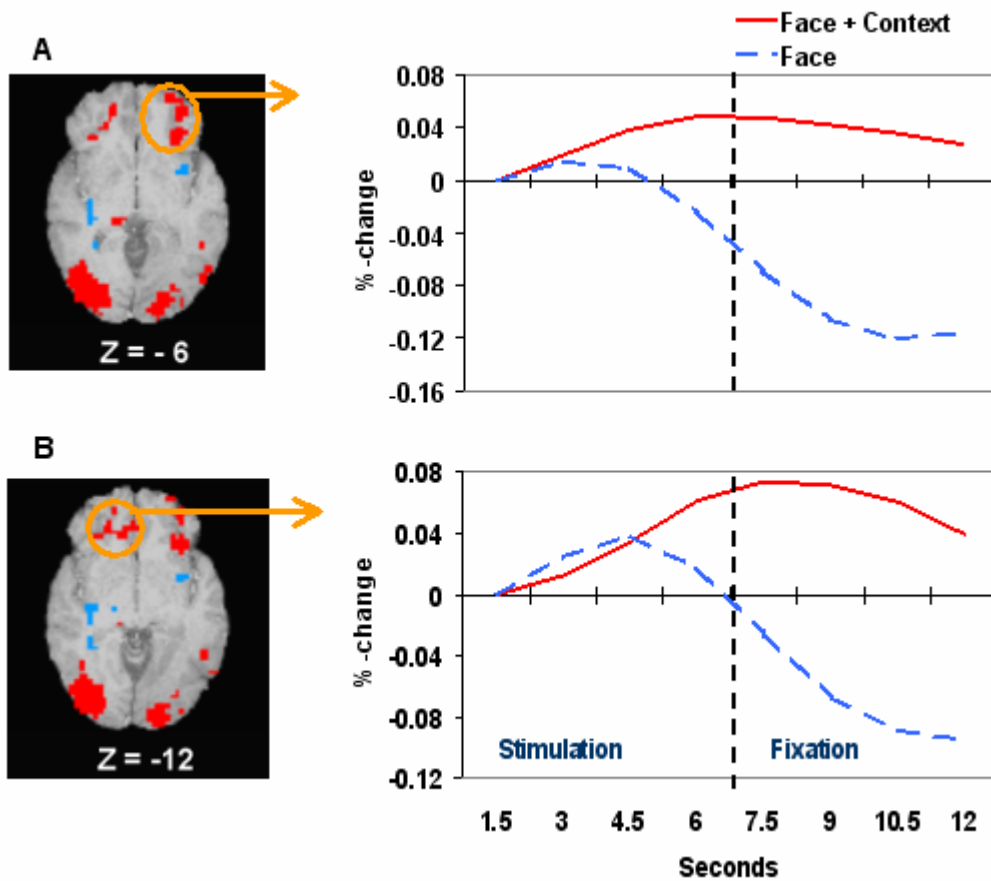 Face + Context
Face
A
Z = - 6
% -change
0.08
0.04
0
-0.04
-0.08
-0.12
-0.16
B
Z = -12
% -change
0.08
0.04
0
-0.04
-0.08
-0.12
Stimulation
Fixation
1.5 3 4.5 6 7.5 9 10.5 12
Seconds